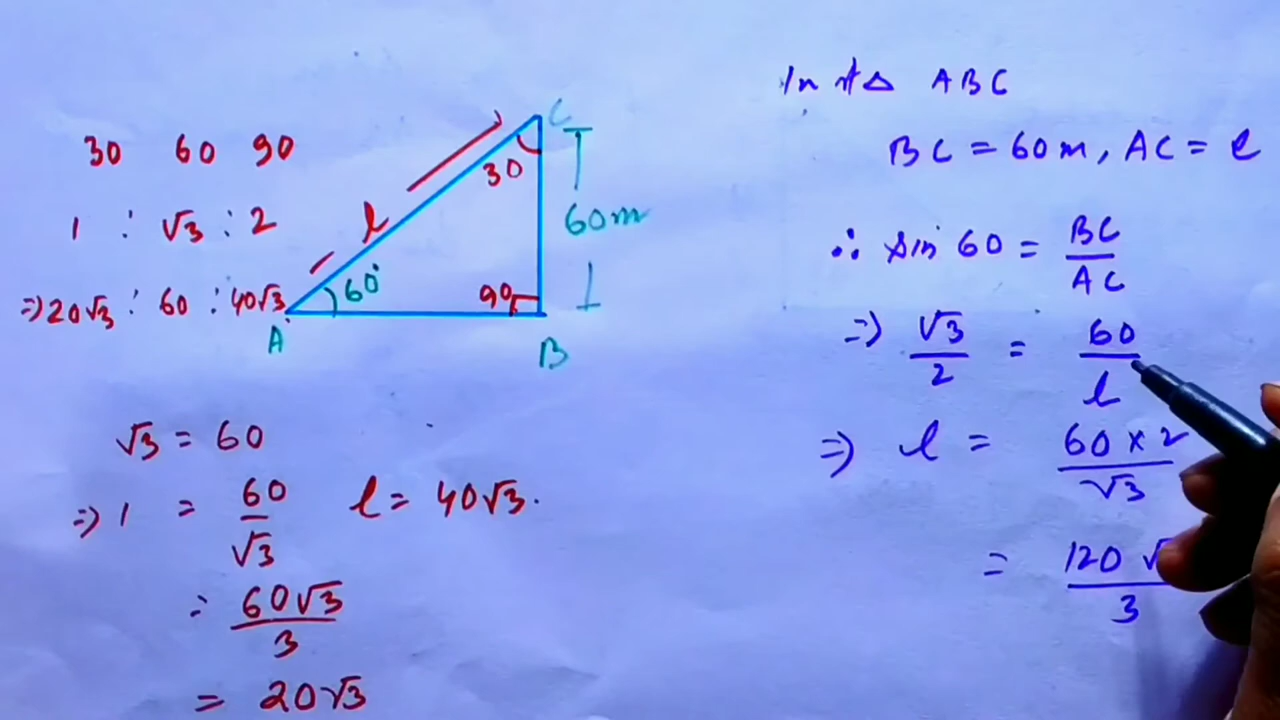 30 60 90
1 : √3 : 2
⇒ 20√3 : 60 : 40√3
C
30
l
60m
60°
90
A
B
√3 = 60
⇒ 1 = 60/√3 l = 40√3.
= 60√3/3
= 20√3
In rt△ ABC
BC = 60m, AC = l
∴ sin 60 = BC/AC
⇒ √3/2 = 60/l
⇒ l = 60 × 2/√3
= 120 √/3